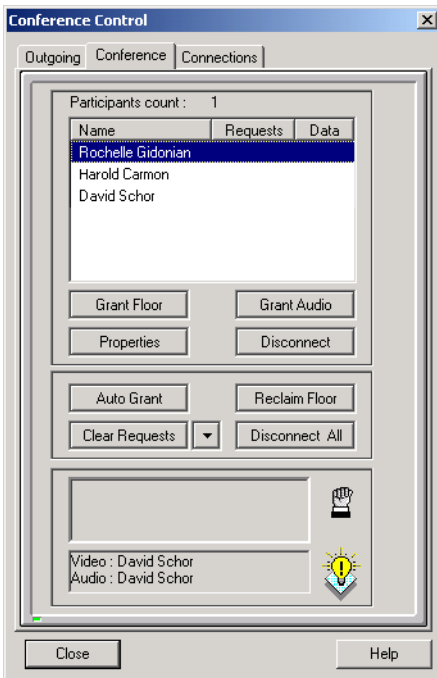 Conference Control
Outgoing Conference Connections
Participants count : 1
Name Requests Data
Rochelle Gidonian
Harold Carmon
David Schor
Grant Floor Grant Audio
Properties Disconnect
Auto Grant Reclaim Floor
Clear Requests Disconnect All
Video : David Schor
Audio : David Schor
Close Help